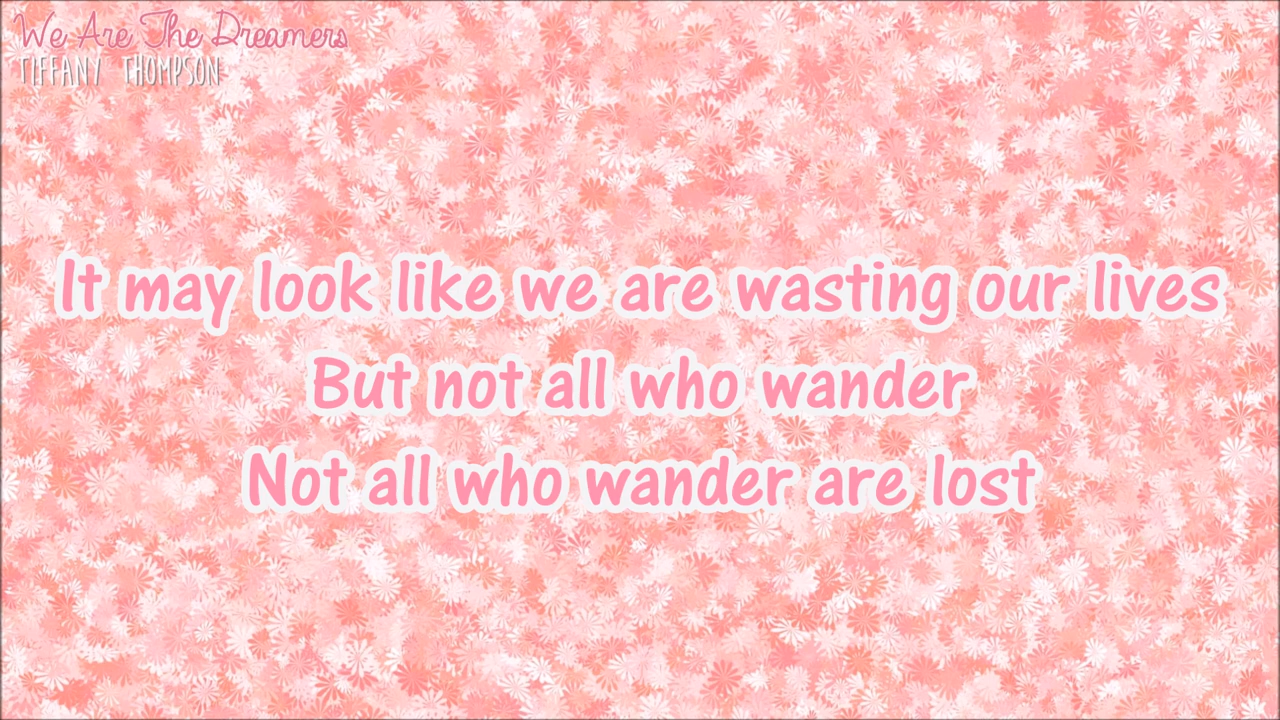 We Are The Dreamers
TIFFANY THOMPSON
It may look like we are wasting our lives
But not all who wander
Not all who wander are lost